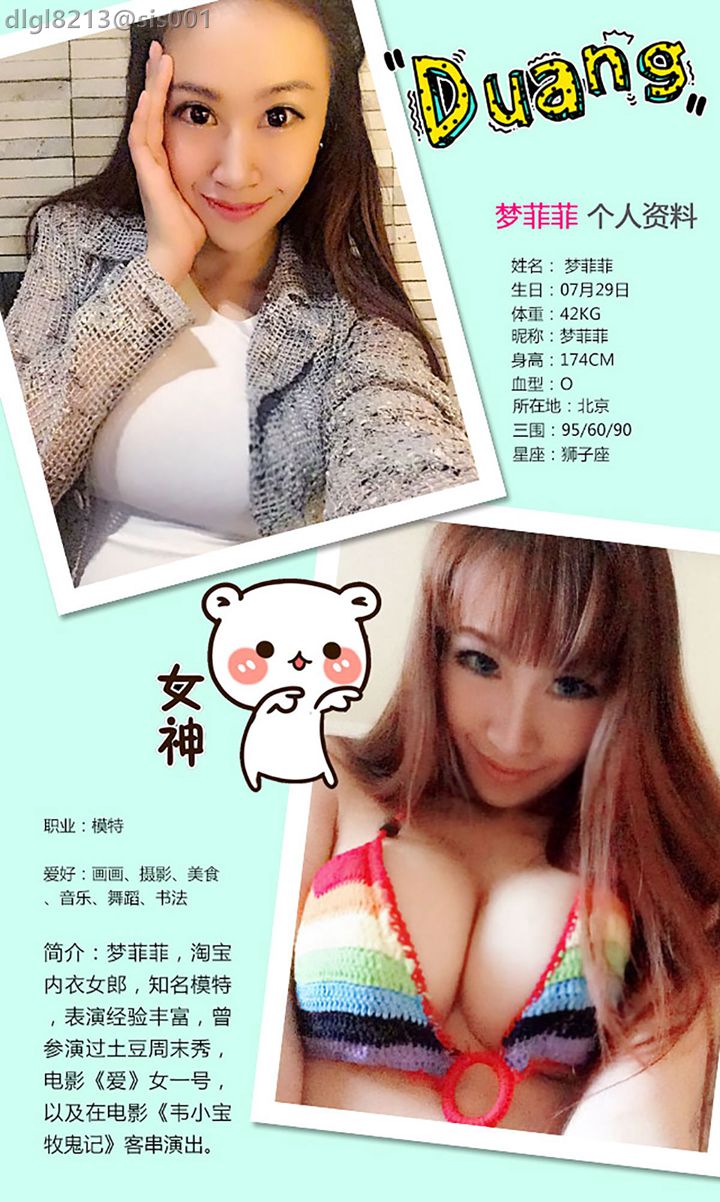 dlgl8213@sis001
"Duang"
梦菲菲 个人资料
姓名： 梦菲菲
生日：07月29日
体重：42KG
昵称：梦菲菲
身高：174CM
血型：O
所在地：北京
三围：95/60/90
星座：狮子座
女神
职业：模特
爱好：画画、摄影、美食
、音乐、舞蹈、书法
简介：梦菲菲，淘宝
内衣女郎，知名模特
，表演经验丰富，曾
参演过土豆周末秀，
电影《爱》女一号，
以及在电影《韦小宝
牧鬼记》客串演出。